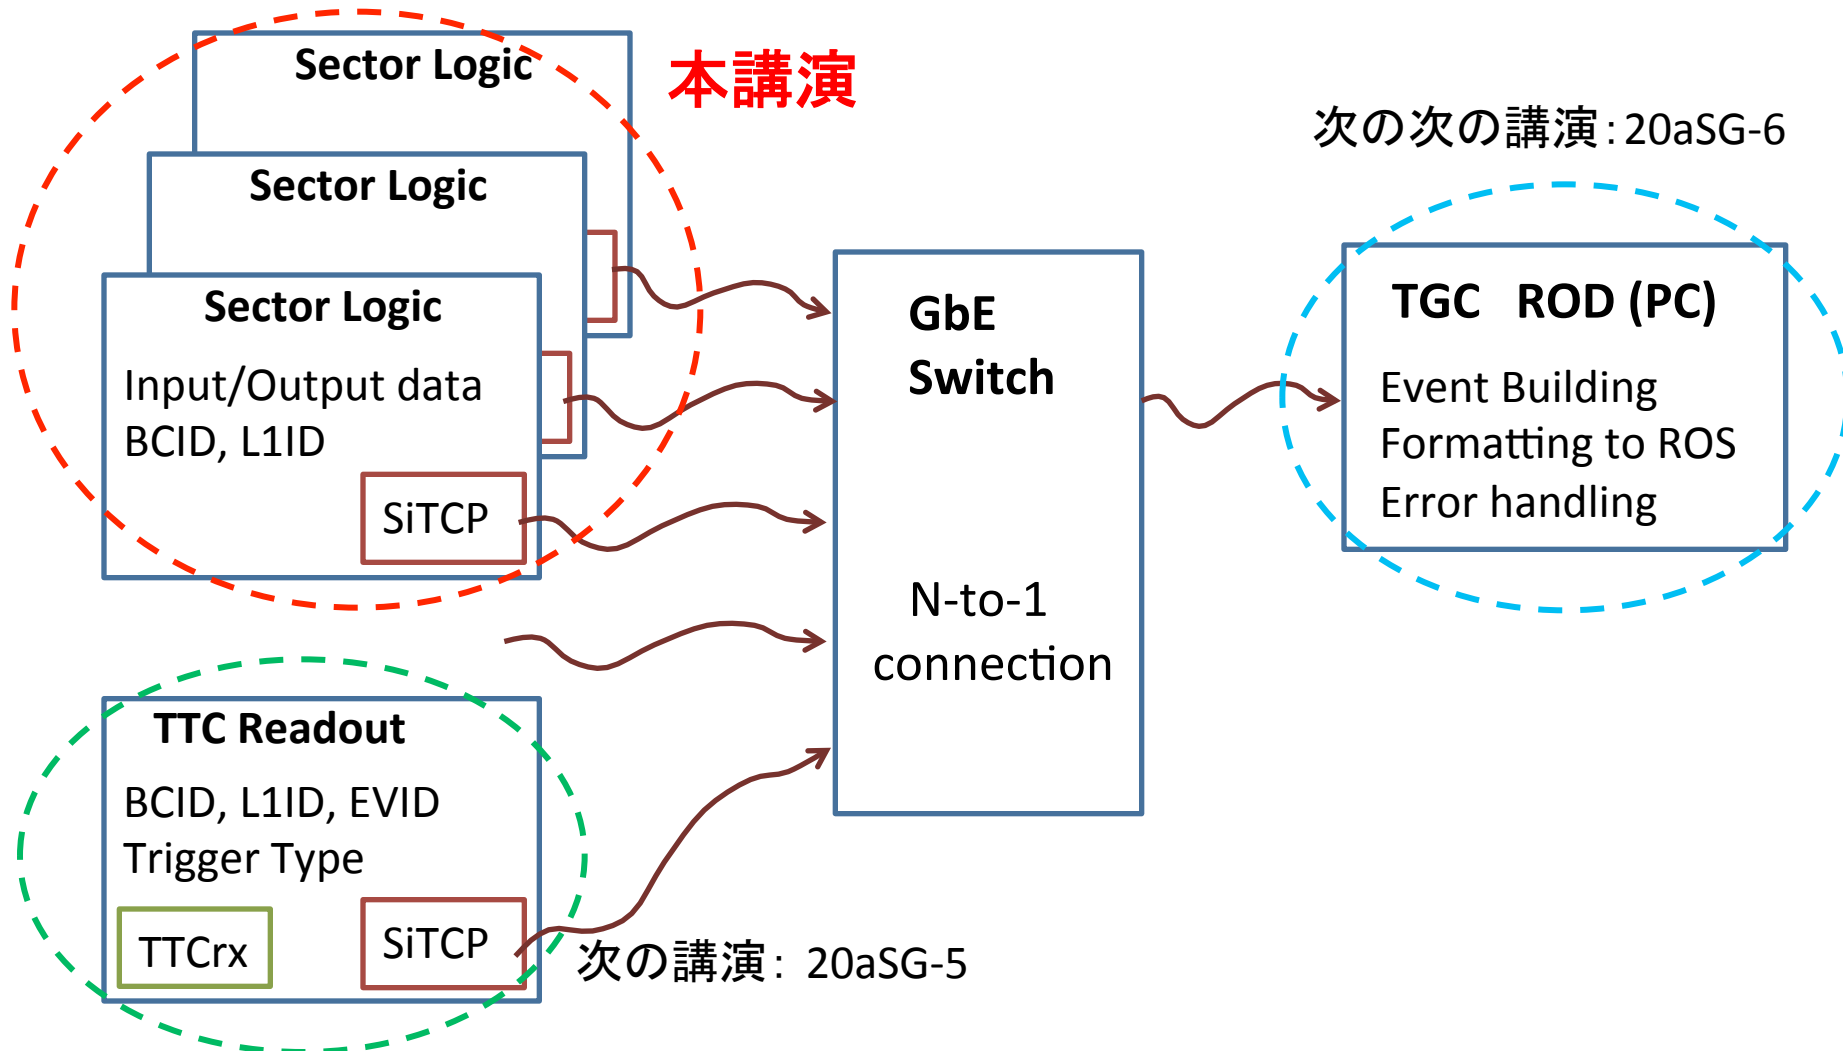 Sector Logic
本講演
Sector Logic
Sector Logic
Input/Output data
BCID, L1ID
SiTCP
TTC Readout
BCID, L1ID, EVID
Trigger Type
TTCrx
SiTCP
次の講演: 20aSG-5
GbE
Switch
N-to-1
connection
次の次の講演:20aSG-6
TGC ROD (PC)
Event Building
Formatting to ROS
Error handling